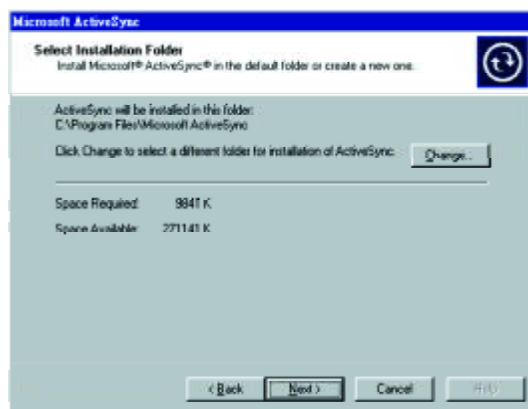 Microsoft ActiveSync
Select Installation Folder
Install Microsoft® ActiveSync® in the default folder or create a new one.
ActiveSync will be installed in this folder:
C:\Program Files\Microsoft ActiveSync
Click Change to select a different folder for installation of ActiveSync.
Change...
Space Required: 9847 K
Space Available: 271141 K
< Back
Next >
Cancel
Help